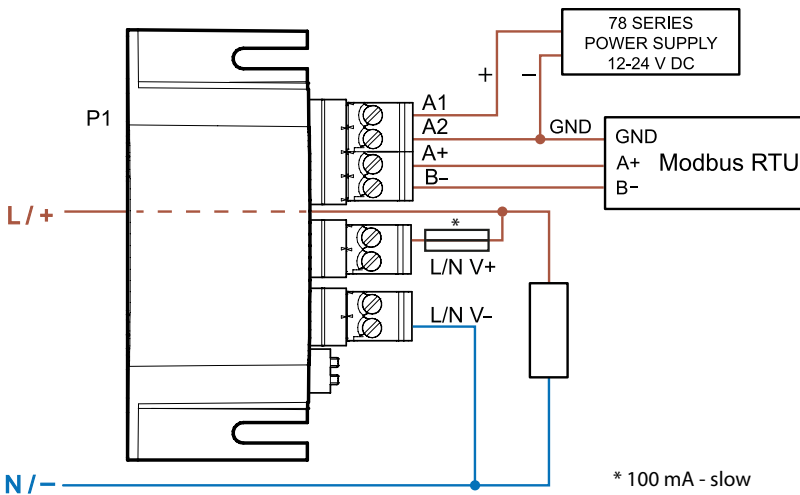 78 SERIES
POWER SUPPLY
12-24 V DC
+
–
P1
A1
A2
GND
A+
B–
GND
A+
B–
Modbus RTU
L / +
*
L/N V+
L/N V–
N / –
* 100 mA - slow